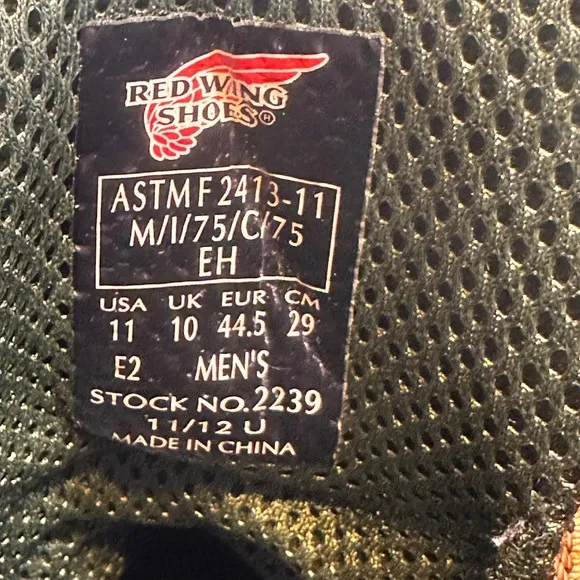 RED WING
SHOES®
ASTM F 2413-11
M/I/75/C/75
EH
USA UK EUR CM
11 10 44.5 29
E2 MEN'S
STOCK NO. 2239
11/12 U
MADE IN CHINA